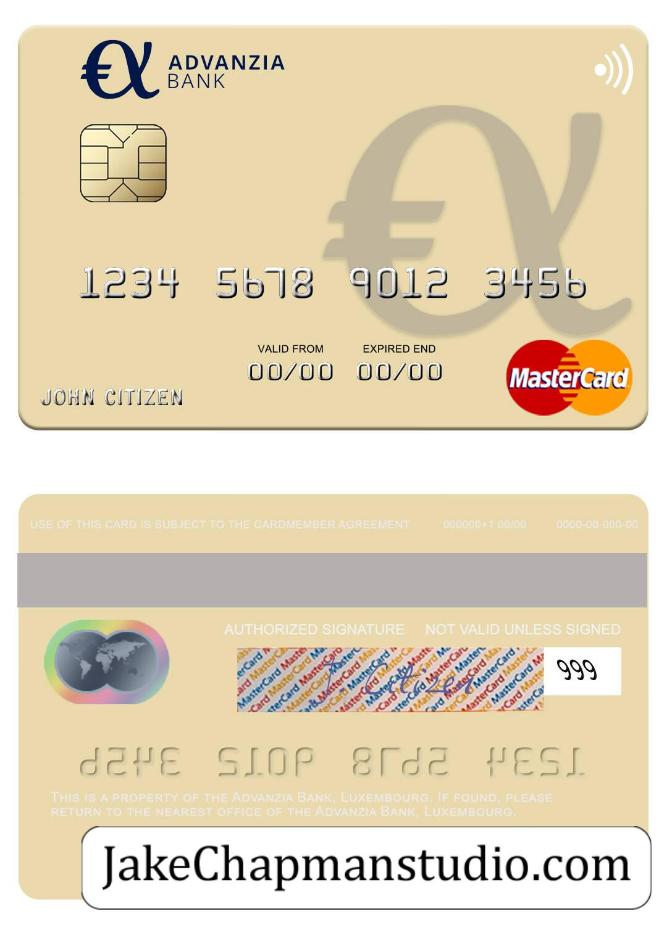 €α ADVANZIA
BANK
1234 5678 9012 3456
VALID FROM EXPIRED END
00/00 00/00
JOHN CITIZEN
MasterCard
USE OF THIS CARD IS SUBJECT TO THE CARDMEMBER AGREEMENT 000000+1 00/00 0000-00-000-00
AUTHORIZED SIGNATURE NOT VALID UNLESS SIGNED
J. Citizen 999
1234 5678 9012 3456
THIS IS A PROPERTY OF THE ADVANZIA BANK, LUXEMBOURG. IF FOUND, PLEASE
RETURN TO THE NEAREST OFFICE OF THE ADVANZIA BANK, LUXEMBOURG.
JakeChapmanstudio.com